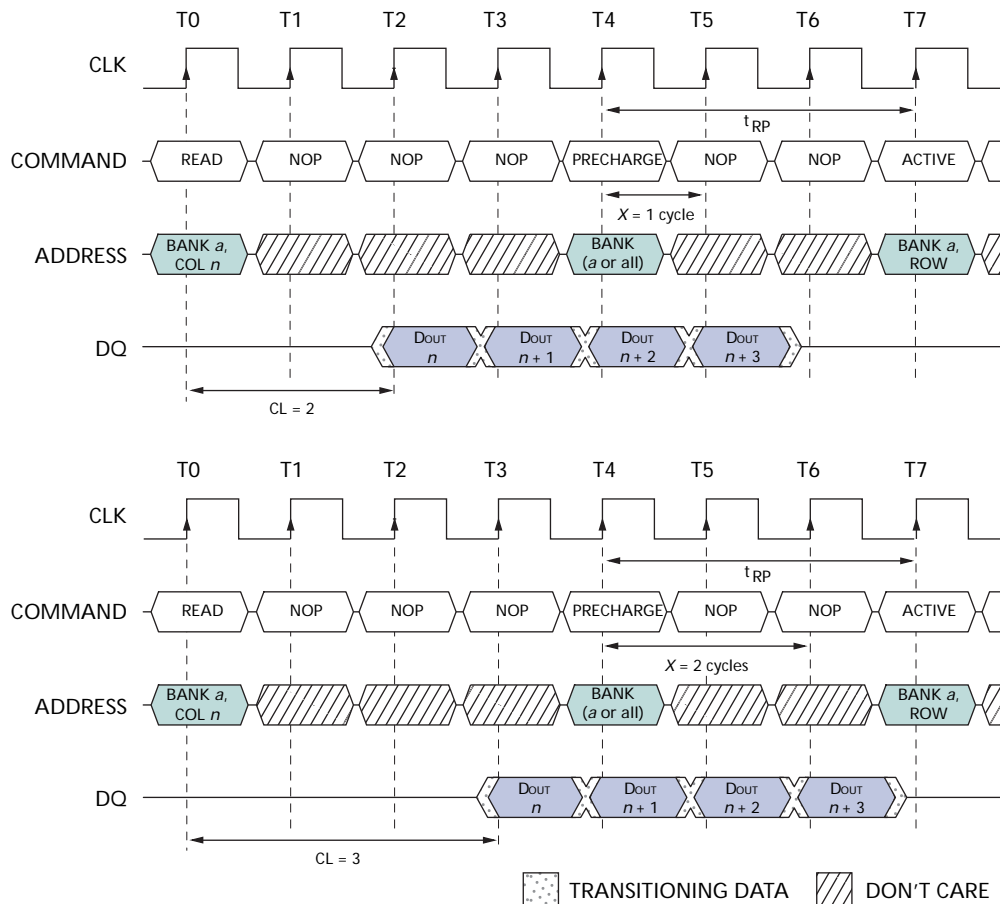 T0 T1 T2 T3 T4 T5 T6 T7
CLK
tRP
COMMAND READ NOP NOP NOP PRECHARGE NOP NOP ACTIVE
X = 1 cycle
ADDRESS BANK a, BANK BANK a,
COL n (a or all) ROW
DQ DOUT DOUT DOUT DOUT
n n + 1 n + 2 n + 3
CL = 2
T0 T1 T2 T3 T4 T5 T6 T7
CLK
tRP
COMMAND READ NOP NOP NOP PRECHARGE NOP NOP ACTIVE
X = 2 cycles
ADDRESS BANK a, BANK BANK a,
COL n (a or all) ROW
DQ DOUT DOUT DOUT DOUT
n n + 1 n + 2 n + 3
CL = 3
TRANSITIONING DATA DON'T CARE